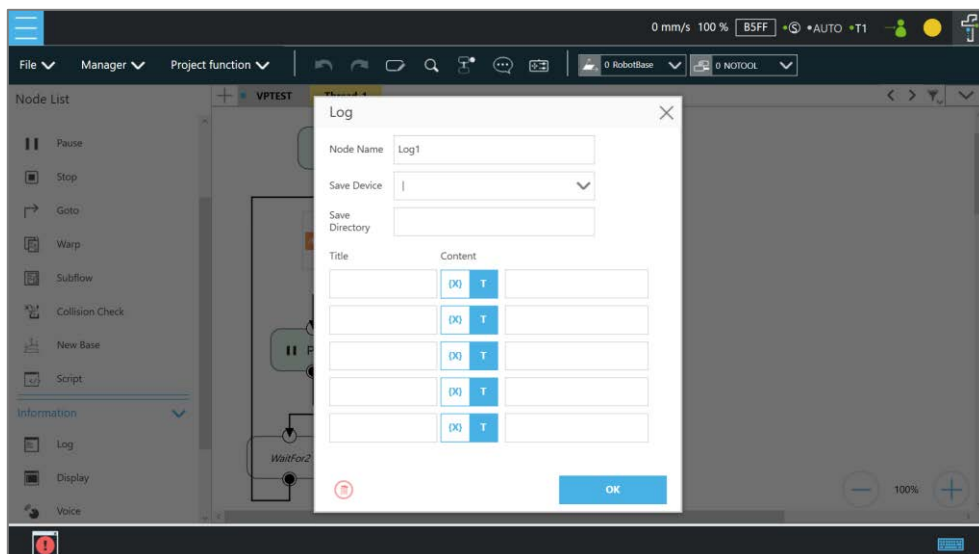 0 mm/s 100 % B5FF •Ⓢ •AUTO •T1
File Manager Project function 0 RobotBase 0 NOTOOL
Node List
VPTEST Thread_1
Pause
Stop
Goto
Warp
Subflow
Collision Check
New Base
Script
Information
Log
Display
Voice
WaitFor2
P
Log
Node Name Log1
Save Device
Save
Directory
Title Content
{X} T
{X} T
{X} T
{X} T
{X} T
OK
100%